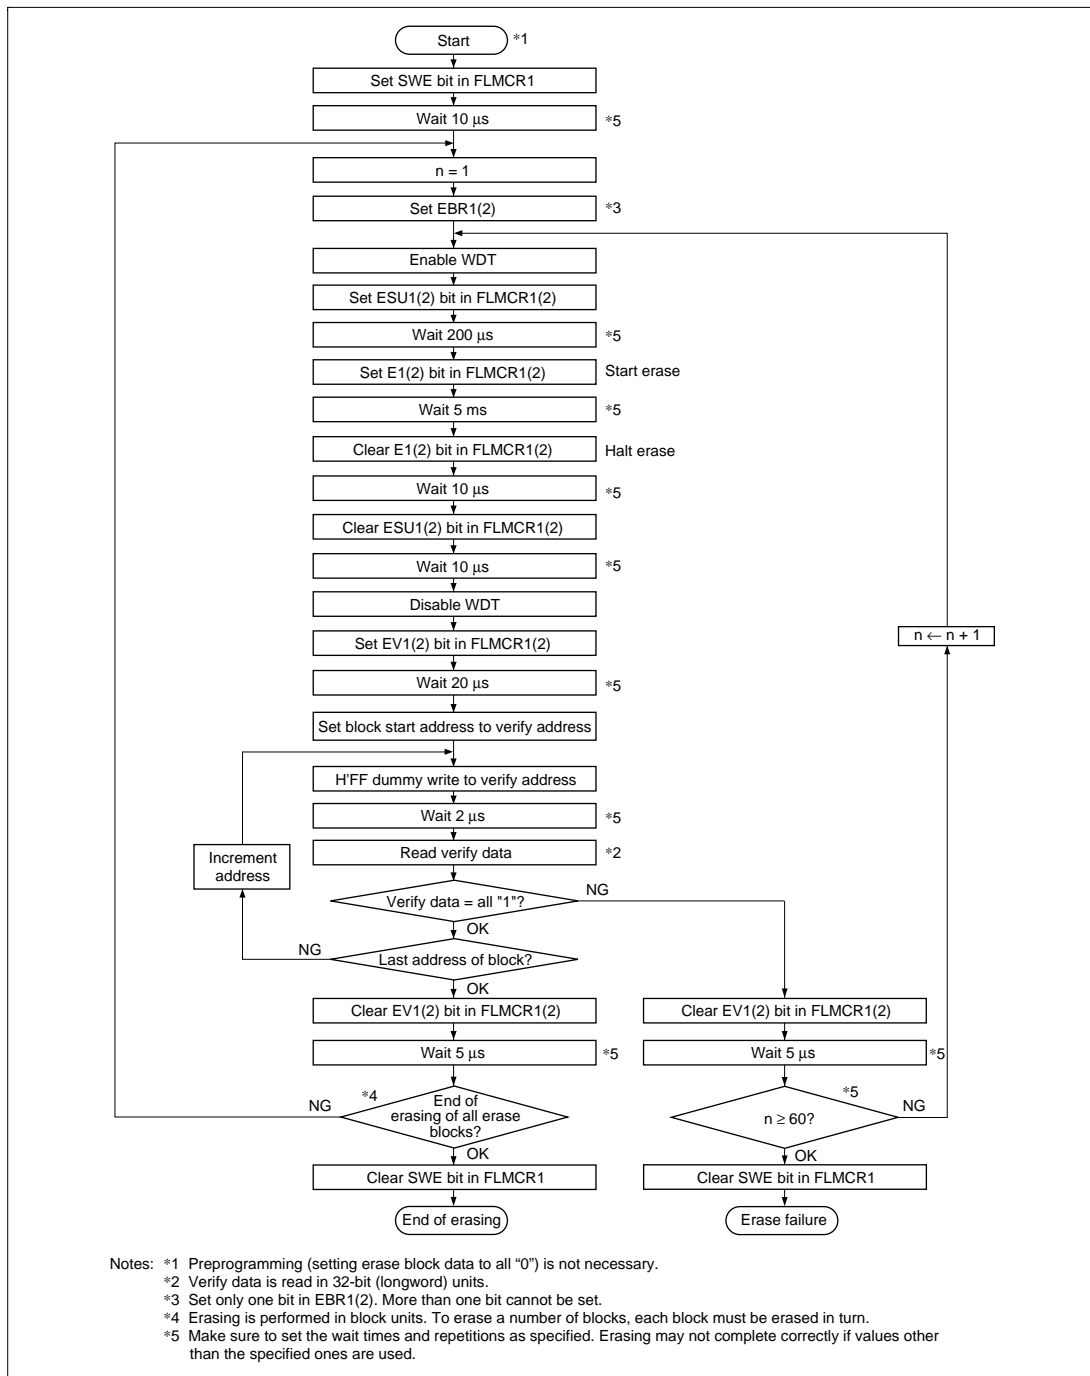 Start
*1
Set SWE bit in FLMCR1
Wait 10 μs
*5
n = 1
Set EBR1(2)
*3
Enable WDT
Set ESU1(2) bit in FLMCR1(2)
Wait 200 μs
*5
Set E1(2) bit in FLMCR1(2)
Start erase
Wait 5 ms
*5
Clear E1(2) bit in FLMCR1(2)
Halt erase
Wait 10 μs
*5
Clear ESU1(2) bit in FLMCR1(2)
Wait 10 μs
*5
Disable WDT
Set EV1(2) bit in FLMCR1(2)
n ← n + 1
Wait 20 μs
*5
Set block start address to verify address
H'FF dummy write to verify address
Wait 2 μs
*5
Increment
address
Read verify data
*2
Verify data = all "1"?
NG
OK
Last address of block?
NG
OK
Clear EV1(2) bit in FLMCR1(2)
Clear EV1(2) bit in FLMCR1(2)
Wait 5 μs
*5
Wait 5 μs
*5
*4
End of
erasing of all erase
blocks?
NG
*5
n ≥ 60?
NG
OK
OK
Clear SWE bit in FLMCR1
Clear SWE bit in FLMCR1
End of erasing
Erase failure
Notes: *1 Preprogramming (setting erase block data to all “0”) is not necessary.
*2 Verify data is read in 32-bit (longword) units.
*3 Set only one bit in EBR1(2). More than one bit cannot be set.
*4 Erasing is performed in block units. To erase a number of blocks, each block must be erased in turn.
*5 Make sure to set the wait times and repetitions as specified. Erasing may not complete correctly if values other
than the specified ones are used.